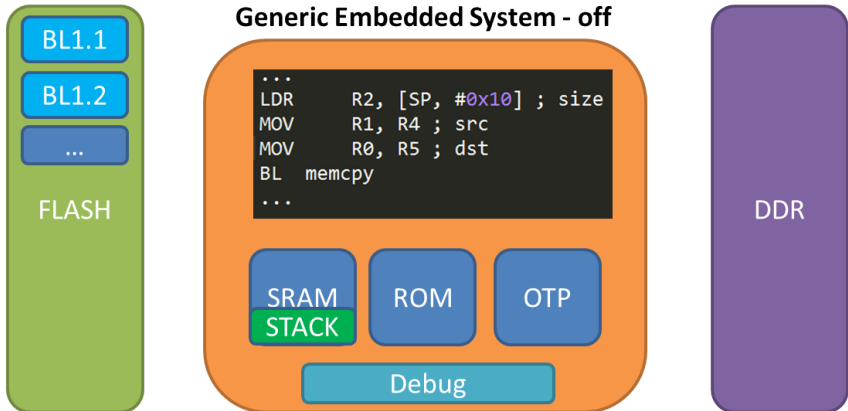 Generic Embedded System - off
BL1.1
BL1.2
...
FLASH
...
LDR R2, [SP, #0x10] ; size
MOV R1, R4 ; src
MOV R0, R5 ; dst
BL memcpy
...
SRAM
STACK
ROM
OTP
Debug
DDR